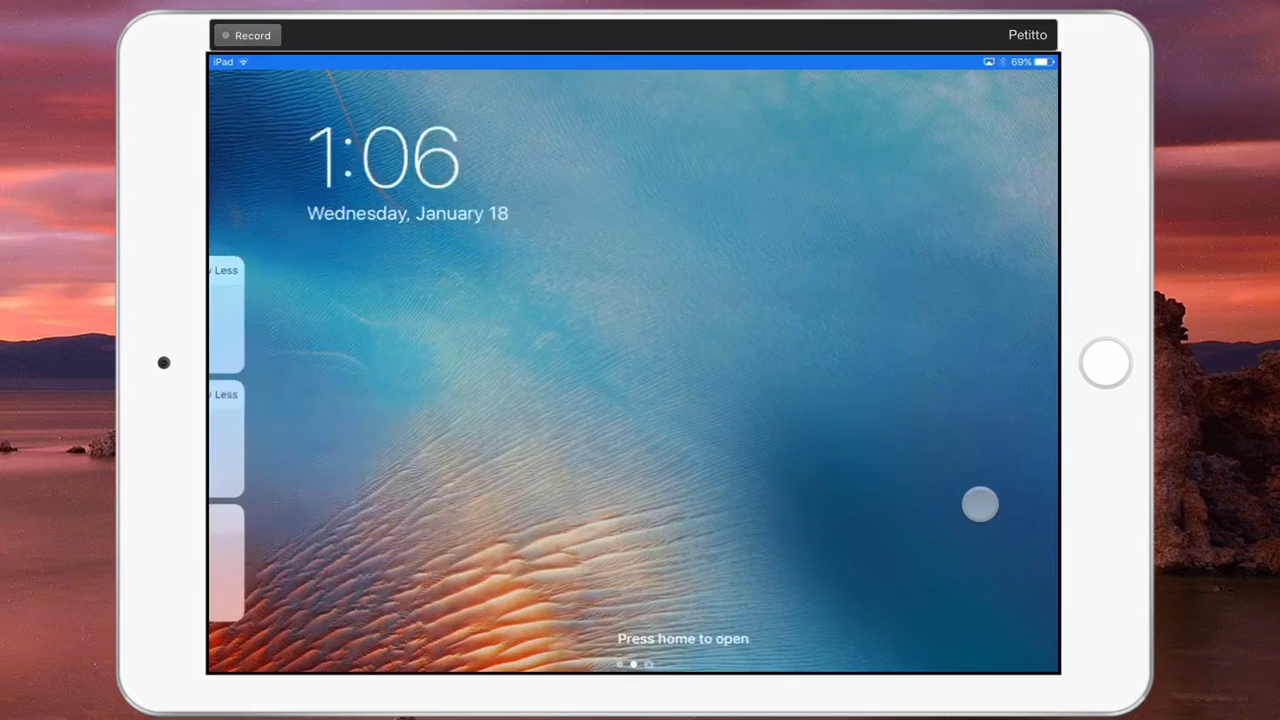 Record
Petitto
iPad
69%
1:06
Wednesday, January 18
Less
Less
Press home to open